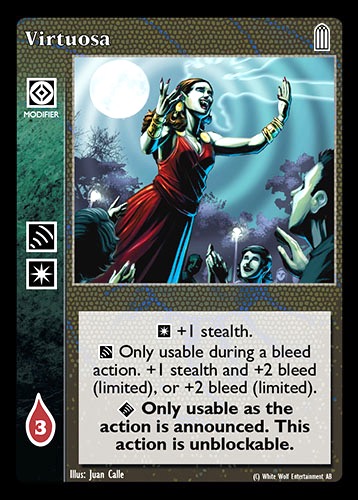 Virtuosa
MODIFIER
+1 stealth.
Only usable during a bleed
action. +1 stealth and +2 bleed
(limited), or +2 bleed (limited).
Only usable as the
action is announced. This
action is unblockable.
3
Illus: Juan Calle
(C) White Wolf Entertainment AB